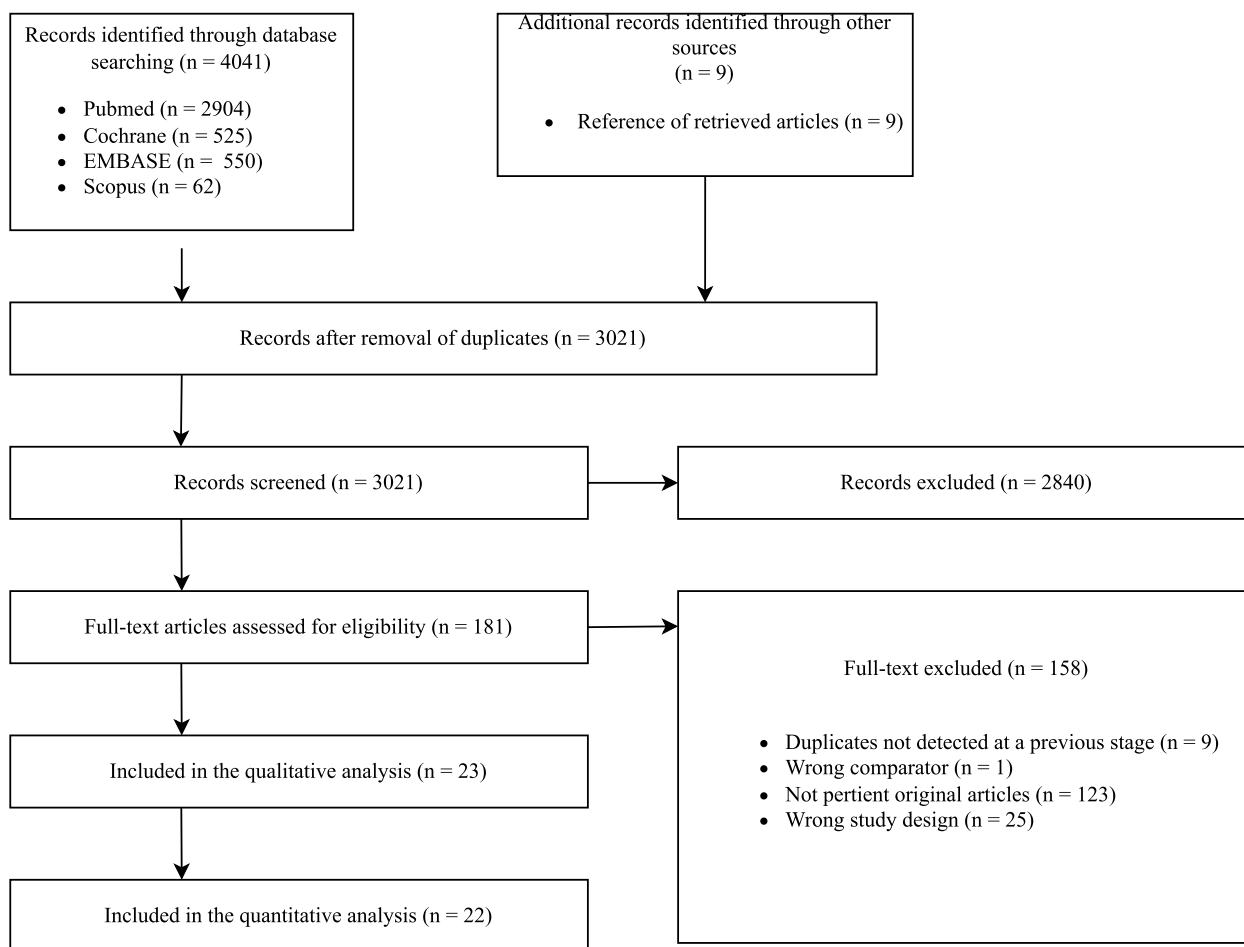 Records identified through database
searching (n = 4041)
• Pubmed (n = 2904)
• Cochrane (n = 525)
• EMBASE (n =  550)
• Scopus (n = 62)
Additional records identified through other
sources
(n = 9)
• Reference of retrieved articles (n = 9)
Records after removal of duplicates (n = 3021)
Records screened (n = 3021)
Records excluded (n = 2840)
Full-text articles assessed for eligibility (n = 181)
Full-text excluded (n = 158)
• Duplicates not detected at a previous stage (n = 9)
• Wrong comparator (n = 1)
• Not pertient original articles (n = 123)
• Wrong study design (n = 25)
Included in the qualitative analysis (n = 23)
Included in the quantitative analysis (n = 22)